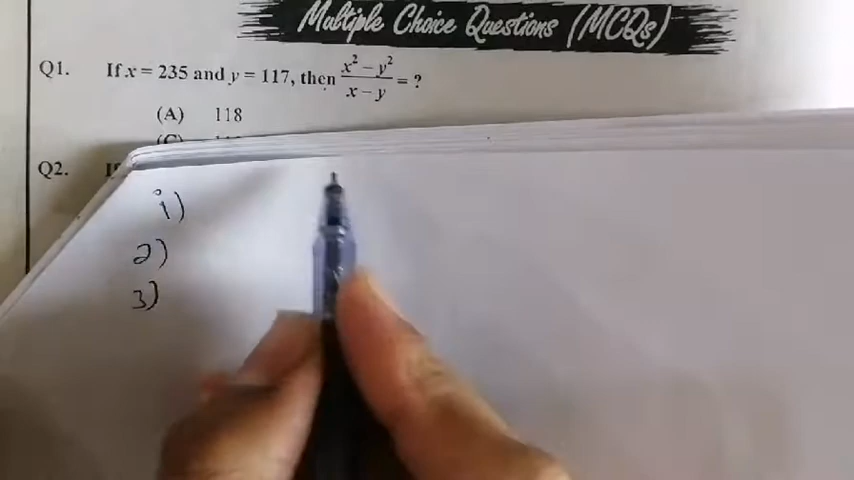 Multiple Choice Questions (MCQs)
Q1. If x = 235 and y = 117, then x² − y² / x − y = ?
(A) 118
(C)
Q2.
i)
2)
3)